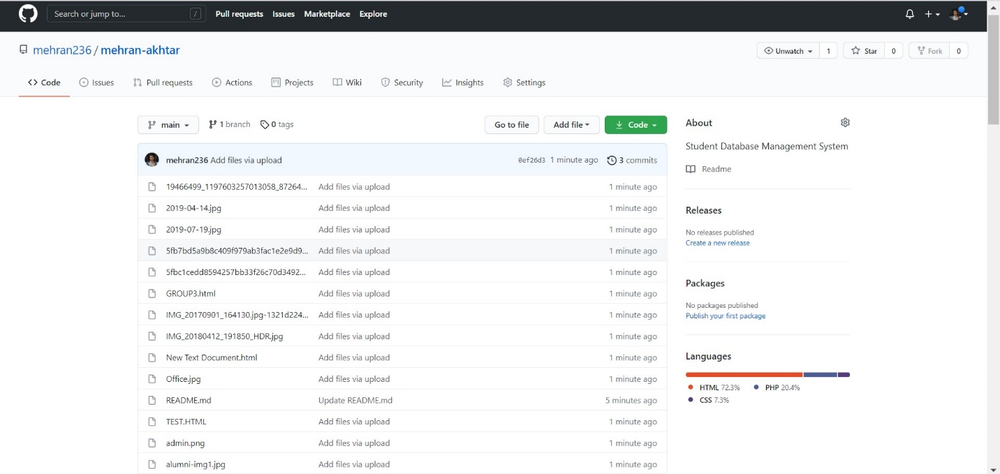 Search or jump to... /
Pull requests Issues Marketplace Explore
mehran236 / mehran-akhtar
Unwatch 1 Star 0 Fork 0
Code Issues Pull requests Actions Projects Wiki Insights Security Settings
main 1 branch 0 tags
Go to file Add file Code
mehran236 Add files via upload 0ef26d3 1 minute ago 3 commits
19466499_1197603257013058_87264... Add files via upload 1 minute ago
2019-04-14.jpg Add files via upload 1 minute ago
2019-07-19.jpg Add files via upload 1 minute ago
5fb7bd5a9b8c409f979ab3fac1e2e9d9... Add files via upload 1 minute ago
5fbc1cedd8594257bb33f26c70d3492... Add files via upload 1 minute ago
GROUP3.html Add files via upload 1 minute ago
IMG_20170901_164130.jpg-1321d224... Add files via upload 1 minute ago
IMG_20180412_191850_HDR.jpg Add files via upload 1 minute ago
New Text Document.html Add files via upload 1 minute ago
Office.jpg Add files via upload 1 minute ago
README.md Update README.md 5 minutes ago
TEST.HTML Add files via upload 1 minute ago
admin.png Add files via upload 1 minute ago
alumni-img1.jpg Add files via upload 1 minute ago
About
Student Database Management System
Readme
Releases
No releases published
Create a new release
Packages
No packages published
Publish your first package
Languages
HTML 72.3% PHP 20.4%
CSS 7.3%